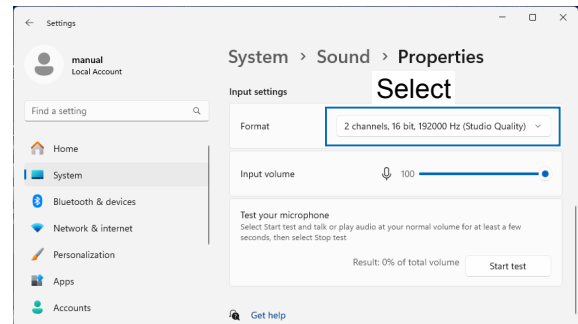 Settings
manual
Local Account
Find a setting
Home
System
Bluetooth & devices
Network & internet
Personalization
Apps
Accounts
System > Sound > Properties
Select
Input settings
Format
2 channels, 16 bit, 192000 Hz (Studio Quality)
Input volume
100
Test your microphone
Select Start test and talk or play audio at your normal volume for at least a few
seconds, then select Stop test
Result: 0% of total volume
Start test
Get help